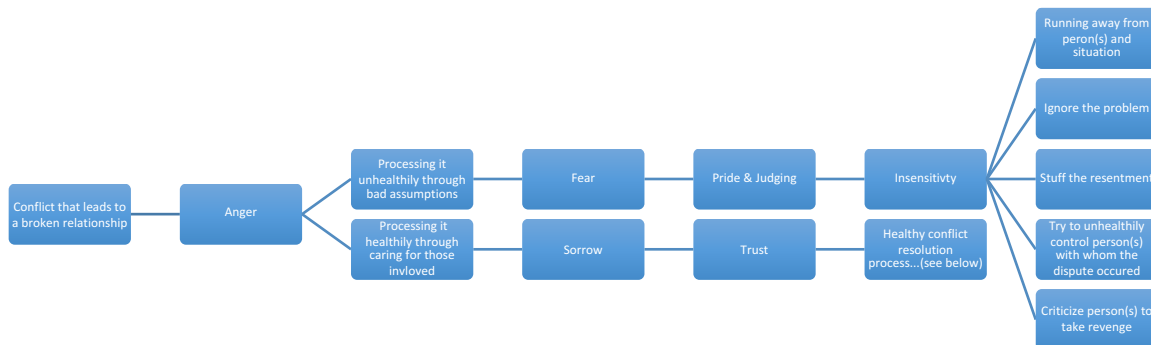 Running away from
peron(s) and
situation
Ignore the problem
Processing it
unhealthily through
bad assumptions
Fear
Pride & Judging
Insensitivty
Stuff the resentment
Conflict that leads to
a broken relationship
Anger
Processing it
healthily through
caring for those
invloved
Sorrow
Trust
Healthy conflict
resolution
process...(see below)
Try to unhealthily
control person(s)
with whom the
dispute occured
Criticize person(s) to
take revenge